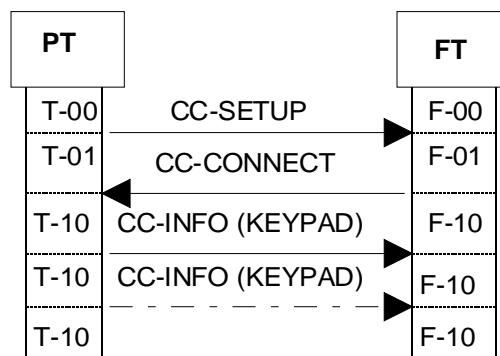 PT FT
T-00 CC-SETUP F-00
T-01 CC-CONNECT F-01
T-10 CC-INFO (KEYPAD) F-10
T-10 CC-INFO (KEYPAD) F-10
T-10 F-10